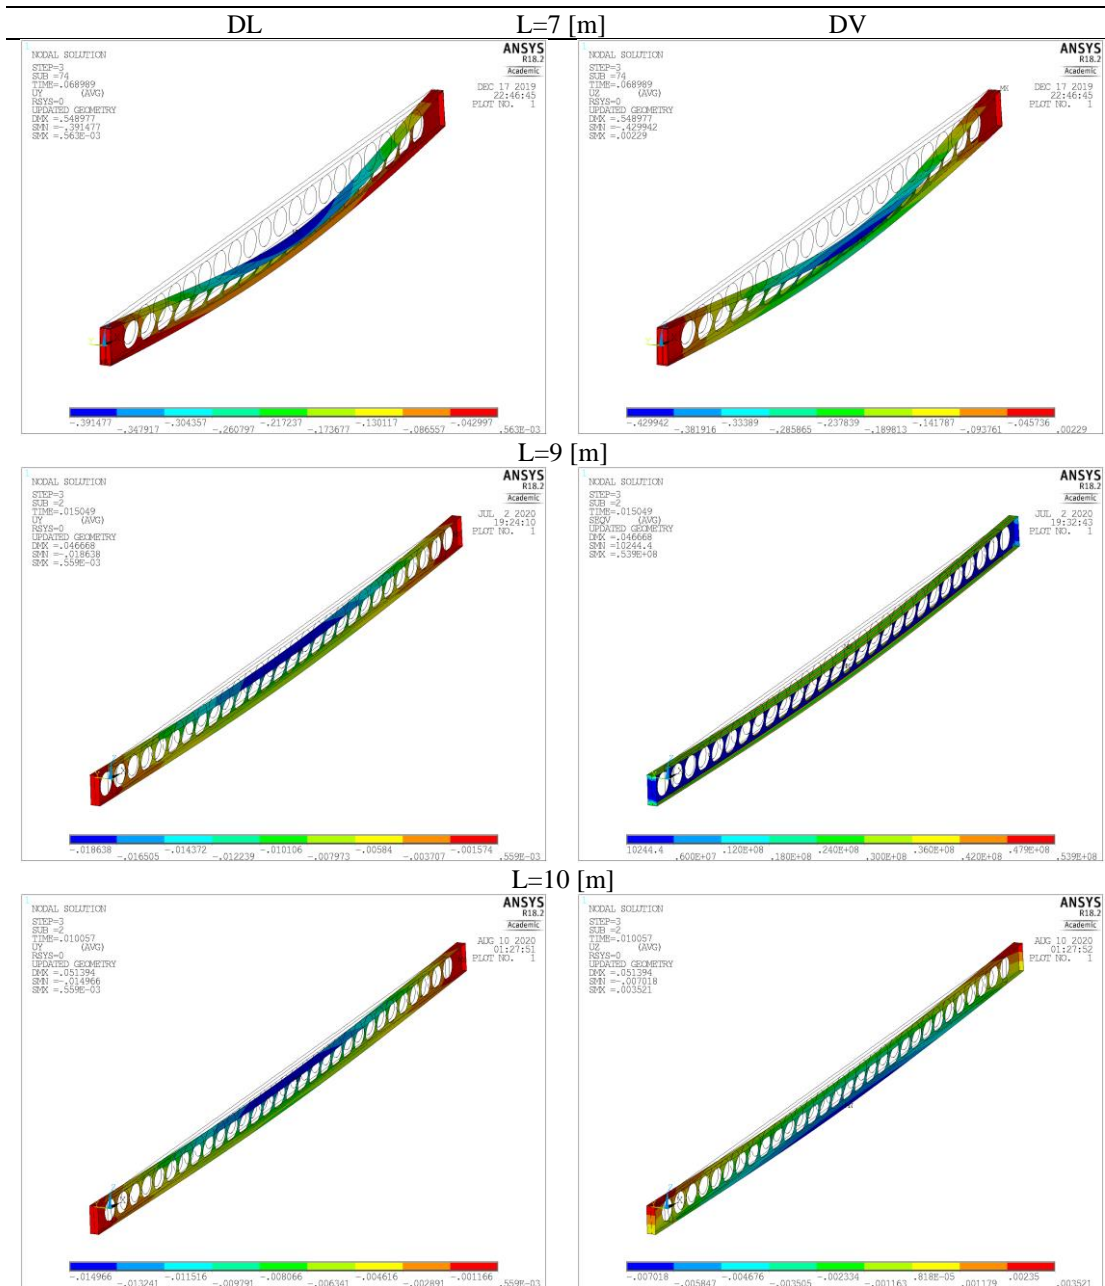 DL L=7 [m] DV
1
NODAL SOLUTION
STEP=3
SUB =74
TIME=.068989
UY (AVG)
RSYS=0
UPDATED GEOMETRY
DMX =.548977
SMN =-.391477
SMX =.563E-03
ANSYS
R18.2
Academic
DEC 17 2019
22:46:45
PLOT NO. 1
-.391477 -.304357 -.217237 -.130117 -.042997
-.347917 -.260797 -.173677 -.086557 .563E-03
1
NODAL SOLUTION
STEP=3
SUB =74
TIME=.068989
UZ (AVG)
RSYS=0
UPDATED GEOMETRY
DMX =.548977
SMN =-.429942
SMX =.00229
ANSYS
R18.2
Academic
DEC 17 2019
22:46:45
PLOT NO. 1
MX
-.429942 -.33389 -.237839 -.141787 -.045736
-.381916 -.285865 -.189813 -.093761 .00229
L=9 [m]
1
NODAL SOLUTION
STEP=3
SUB =2
TIME=.015049
UY (AVG)
RSYS=0
UPDATED GEOMETRY
DMX =.046668
SMN =-.018638
SMX =.559E-03
ANSYS
R18.2
Academic
JUL 2 2020
19:24:10
PLOT NO. 1
-.018638 -.014372 -.010106 -.00584 -.001574
-.016505 -.012239 -.007973 -.003707 .559E-03
1
NODAL SOLUTION
STEP=3
SUB =2
TIME=.015049
SEQV (AVG)
UPDATED GEOMETRY
DMX =.046668
SMN =10244.4
SMX =.539E+08
ANSYS
R18.2
Academic
JUL 2 2020
19:32:43
PLOT NO. 1
10244.4 .120E+08 .240E+08 .360E+08 .479E+08
.600E+07 .180E+08 .300E+08 .420E+08 .539E+08
L=10 [m]
1
NODAL SOLUTION
STEP=3
SUB =2
TIME=.010057
UY (AVG)
RSYS=0
UPDATED GEOMETRY
DMX =.051394
SMN =-.014966
SMX =.559E-03
ANSYS
R18.2
Academic
AUG 10 2020
01:27:51
PLOT NO. 1
-.014966 -.011516 -.008066 -.004616 -.001166
-.013241 -.009791 -.006341 -.002891 .559E-03
1
NODAL SOLUTION
STEP=3
SUB =2
TIME=.010057
UZ (AVG)
RSYS=0
UPDATED GEOMETRY
DMX =.051394
SMN =-.007018
SMX =.003521
ANSYS
R18.2
Academic
AUG 10 2020
01:27:52
PLOT NO. 1
-.007018 -.004676 -.002334 .818E-05 .00235
-.005847 -.003505 -.001163 .001179 .003521